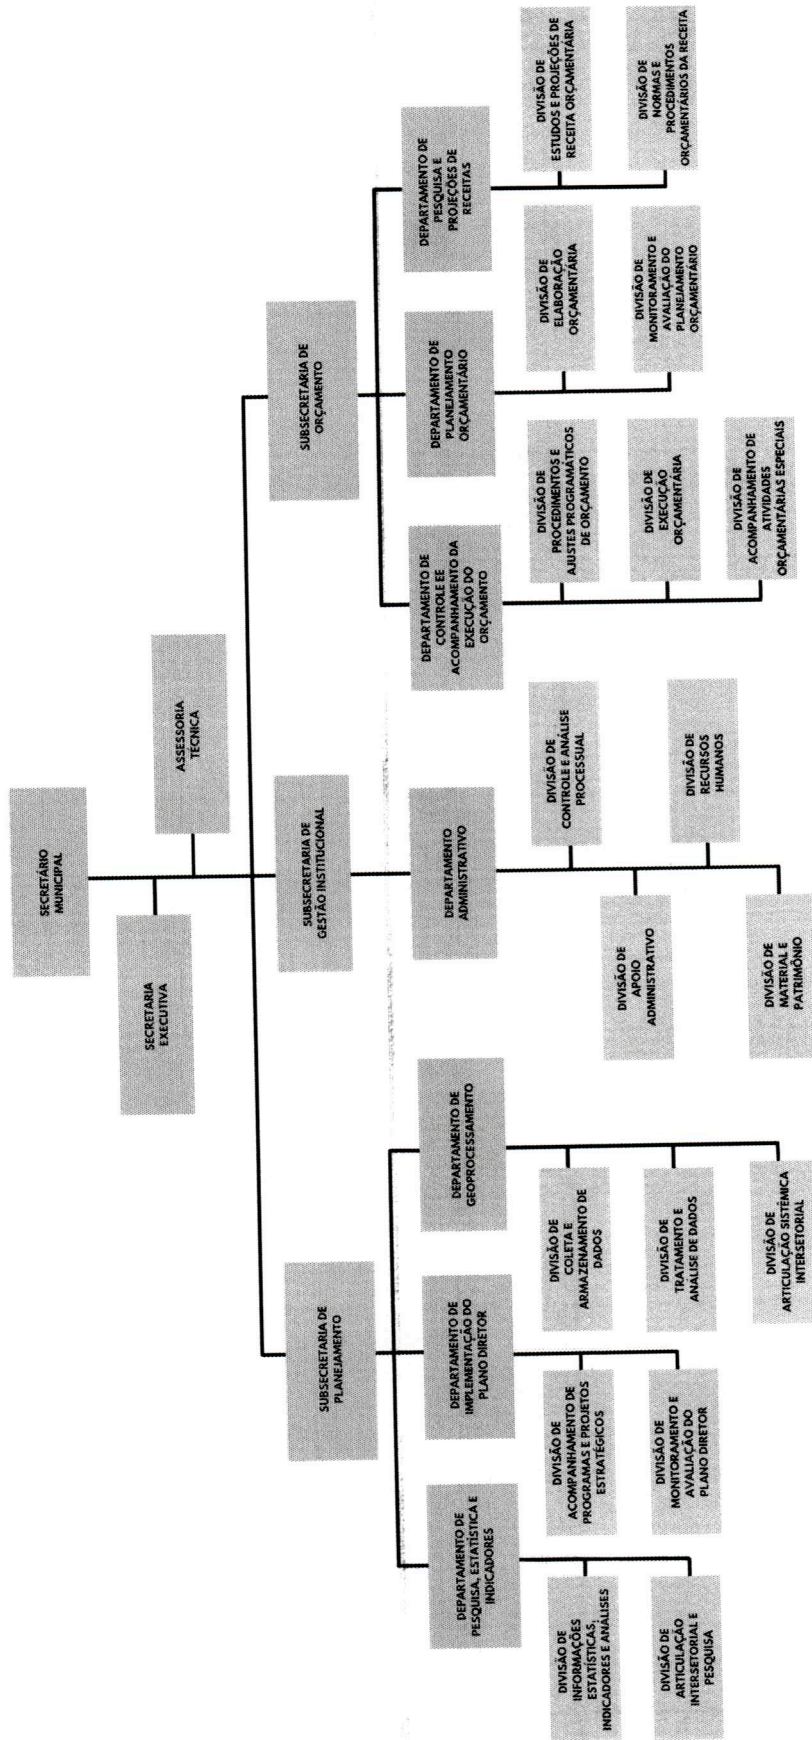 SECRETÁRIO
MUNICIPAL
SECRETARIA
EXECUTIVA
ASSESSORIA
TÉCNICA
SUBSECRETARIA DE
PLANEJAMENTO
SUBSECRETARIA DE
GESTÃO INSTITUCIONAL
SUBSECRETARIA DE
ORÇAMENTO
DEPARTAMENTO DE
PESQUISA, ESTATÍSTICA E
INDICADORES
DEPARTAMENTO DE
IMPLEMENTAÇÃO DO
PLANO DIRETOR
DEPARTAMENTO DE
GEOPROCESSAMENTO
DEPARTAMENTO
ADMINISTRATIVO
DEPARTAMENTO DE
CONTROLE EE
ACOMPANHAMENTO DA
EXECUÇÃO DO
ORÇAMENTO
DEPARTAMENTO DE
PLANEJAMENTO
ORÇAMENTÁRIO
DEPARTAMENTO DE
PESQUISA E
PROJEÇÕES DE
RECEITAS
DIVISÃO DE
INFORMAÇÕES
ESTATÍSTICAS,
INDICADORES E ANÁLISES
DIVISÃO DE
ARTICULAÇÃO
INTERSETORIAL E
PESQUISA
DIVISÃO DE
ACOMPANHAMENTO DE
PROGRAMAS E PROJETOS
ESTRATÉGICOS
DIVISÃO DE
MONITORAMENTO E
AVALIAÇÃO DO
PLANO DIRETOR
DIVISÃO DE
COLETA E
ARMAZENAMENTO DE
DADOS
DIVISÃO DE
TRATAMENTO E
ANÁLISE DE DADOS
DIVISÃO DE
ARTICULAÇÃO SISTÊMICA
INTERSETORIAL
DIVISÃO DE
CONTROLE E ANÁLISE
PROCESSUAL
DIVISÃO DE
APOIO
ADMINISTRATIVO
DIVISÃO DE
RECURSOS
HUMANOS
DIVISÃO DE
MATERIAL E
PATRIMÔNIO
DIVISÃO DE
PROCEDIMENTOS E
AJUSTES PROGRAMÁTICOS
DE ORÇAMENTO
DIVISÃO DE
EXECUÇÃO
ORÇAMENTÁRIA
DIVISÃO DE
ACOMPANHAMENTO DE
ATIVIDADES
ORÇAMENTÁRIAS ESPECIAIS
DIVISÃO DE
ELABORAÇÃO
ORÇAMENTÁRIA
DIVISÃO DE
MONITORAMENTO E
AVALIAÇÃO DO
PLANEJAMENTO
ORÇAMENTÁRIO
DIVISÃO DE
ESTUDOS E PROJEÇÕES DE
RECEITA ORÇAMENTÁRIA
DIVISÃO DE
NORMAS E
PROCEDIMENTOS
ORÇAMENTÁRIOS DA RECEITA